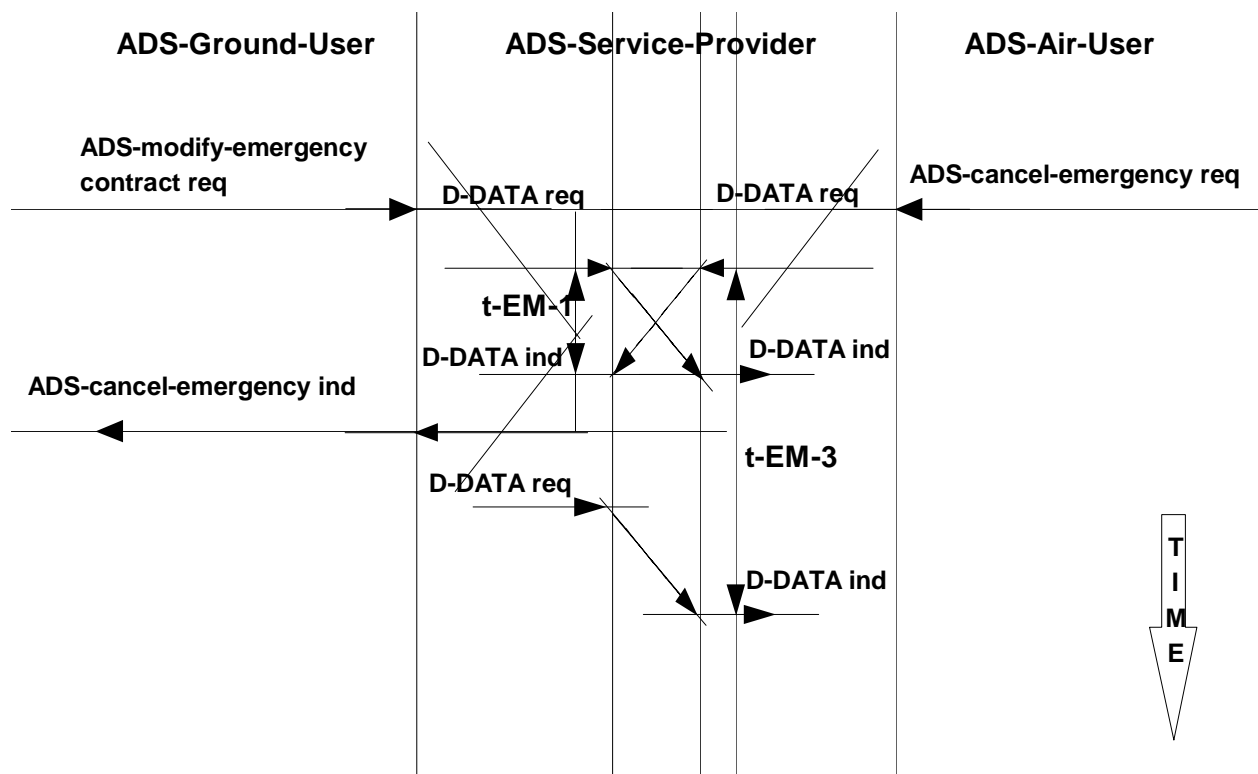 ADS-Ground-User
ADS-Service-Provider
ADS-Air-User
ADS-modify-emergency
contract req
D-DATA req
D-DATA req
ADS-cancel-emergency req
t-EM-1
D-DATA ind
D-DATA ind
ADS-cancel-emergency ind
t-EM-3
D-DATA req
D-DATA ind
T
I
M
E